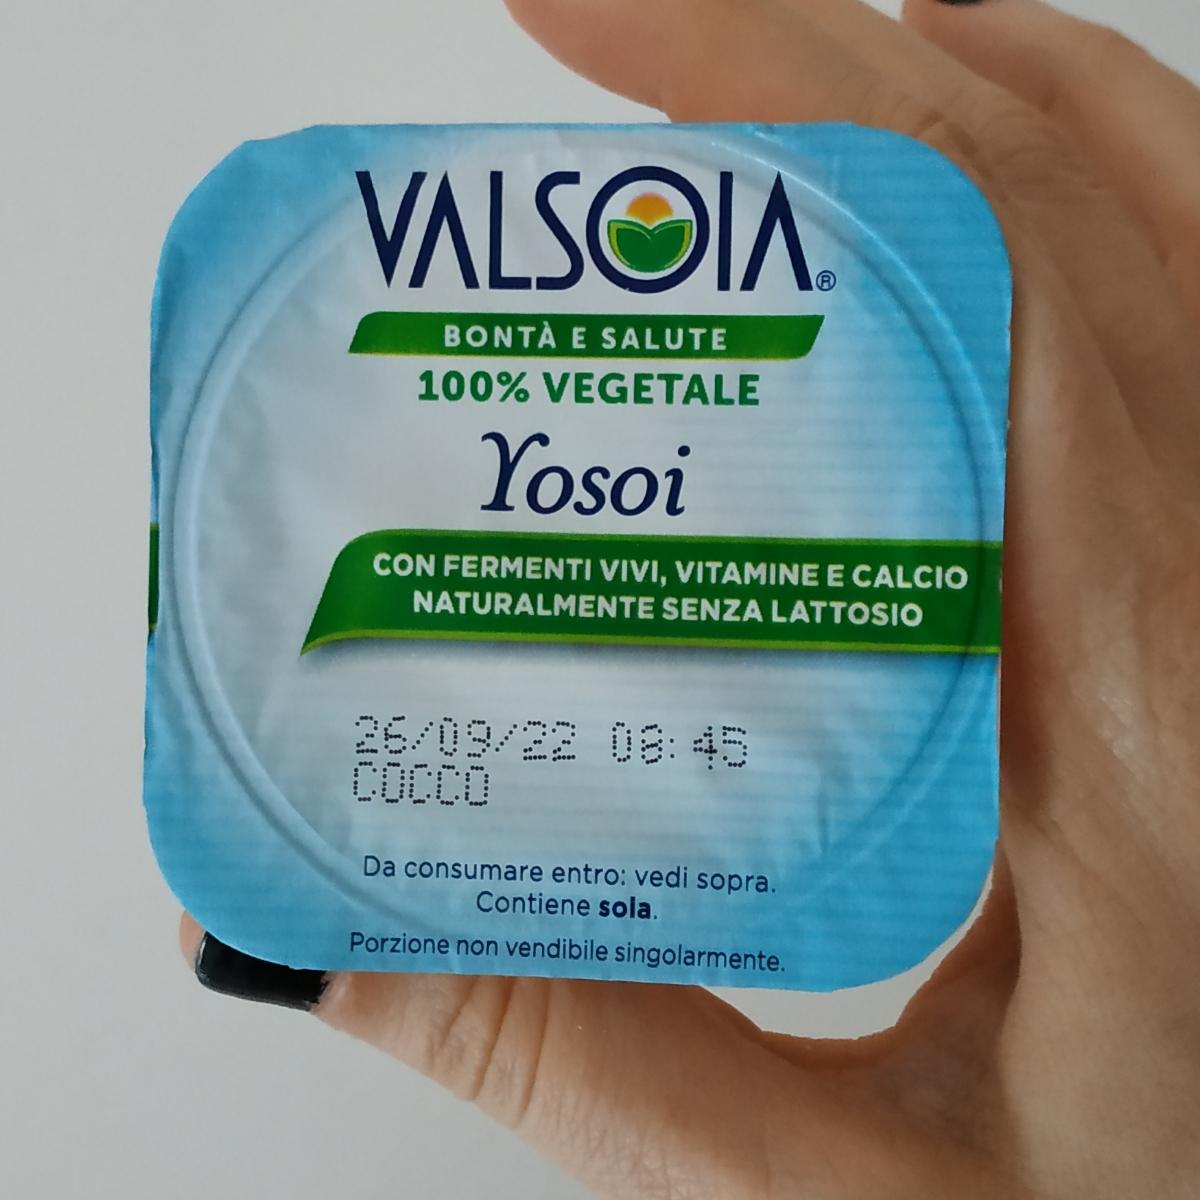 VALSOIA®
BONTÀ E SALUTE
100% VEGETALE
Yosoi
CON FERMENTI VIVI, VITAMINE E CALCIO
NATURALMENTE SENZA LATTOSIO
26/09/22 08:45
COCCO
Da consumare entro: vedi sopra.
Contiene soia.
Porzione non vendibile singolarmente.